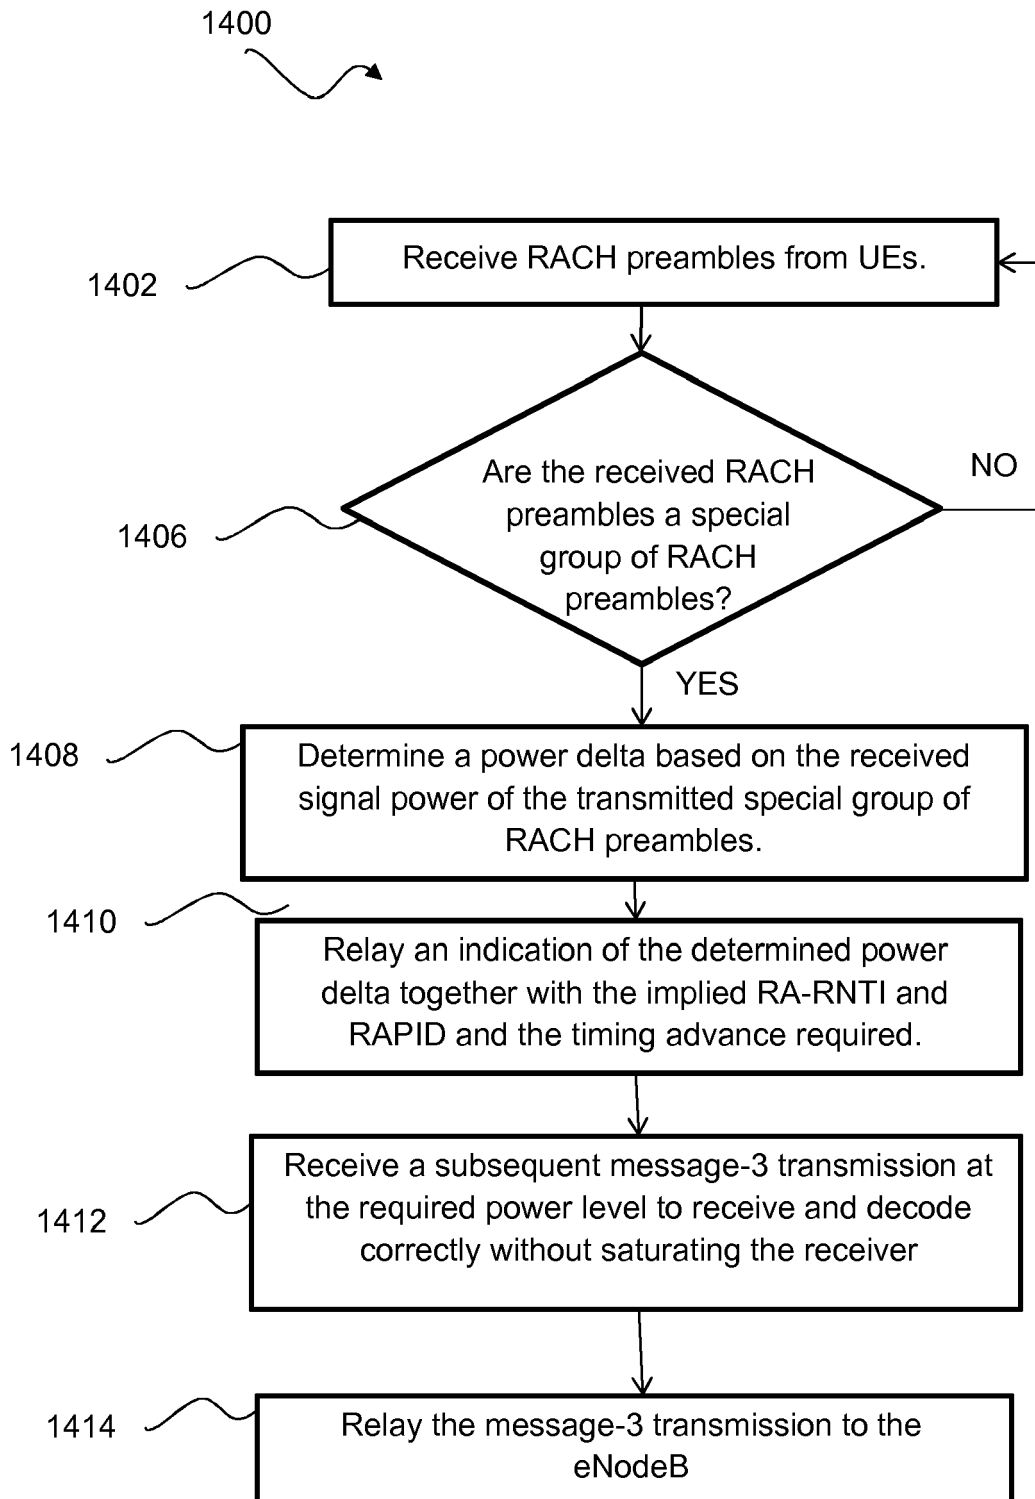 1400
Receive RACH preambles from UEs.
1402
Are the received RACH
preambles a special
group of RACH
preambles?
NO
1406
YES
1408
Determine a power delta based on the received
signal power of the transmitted special group of
RACH preambles.
1410
Relay an indication of the determined power
delta together with the implied RA-RNTI and
RAPID and the timing advance required.
1412
Receive a subsequent message-3 transmission at
the required power level to receive and decode
correctly without saturating the receiver
1414
Relay the message-3 transmission to the
eNodeB